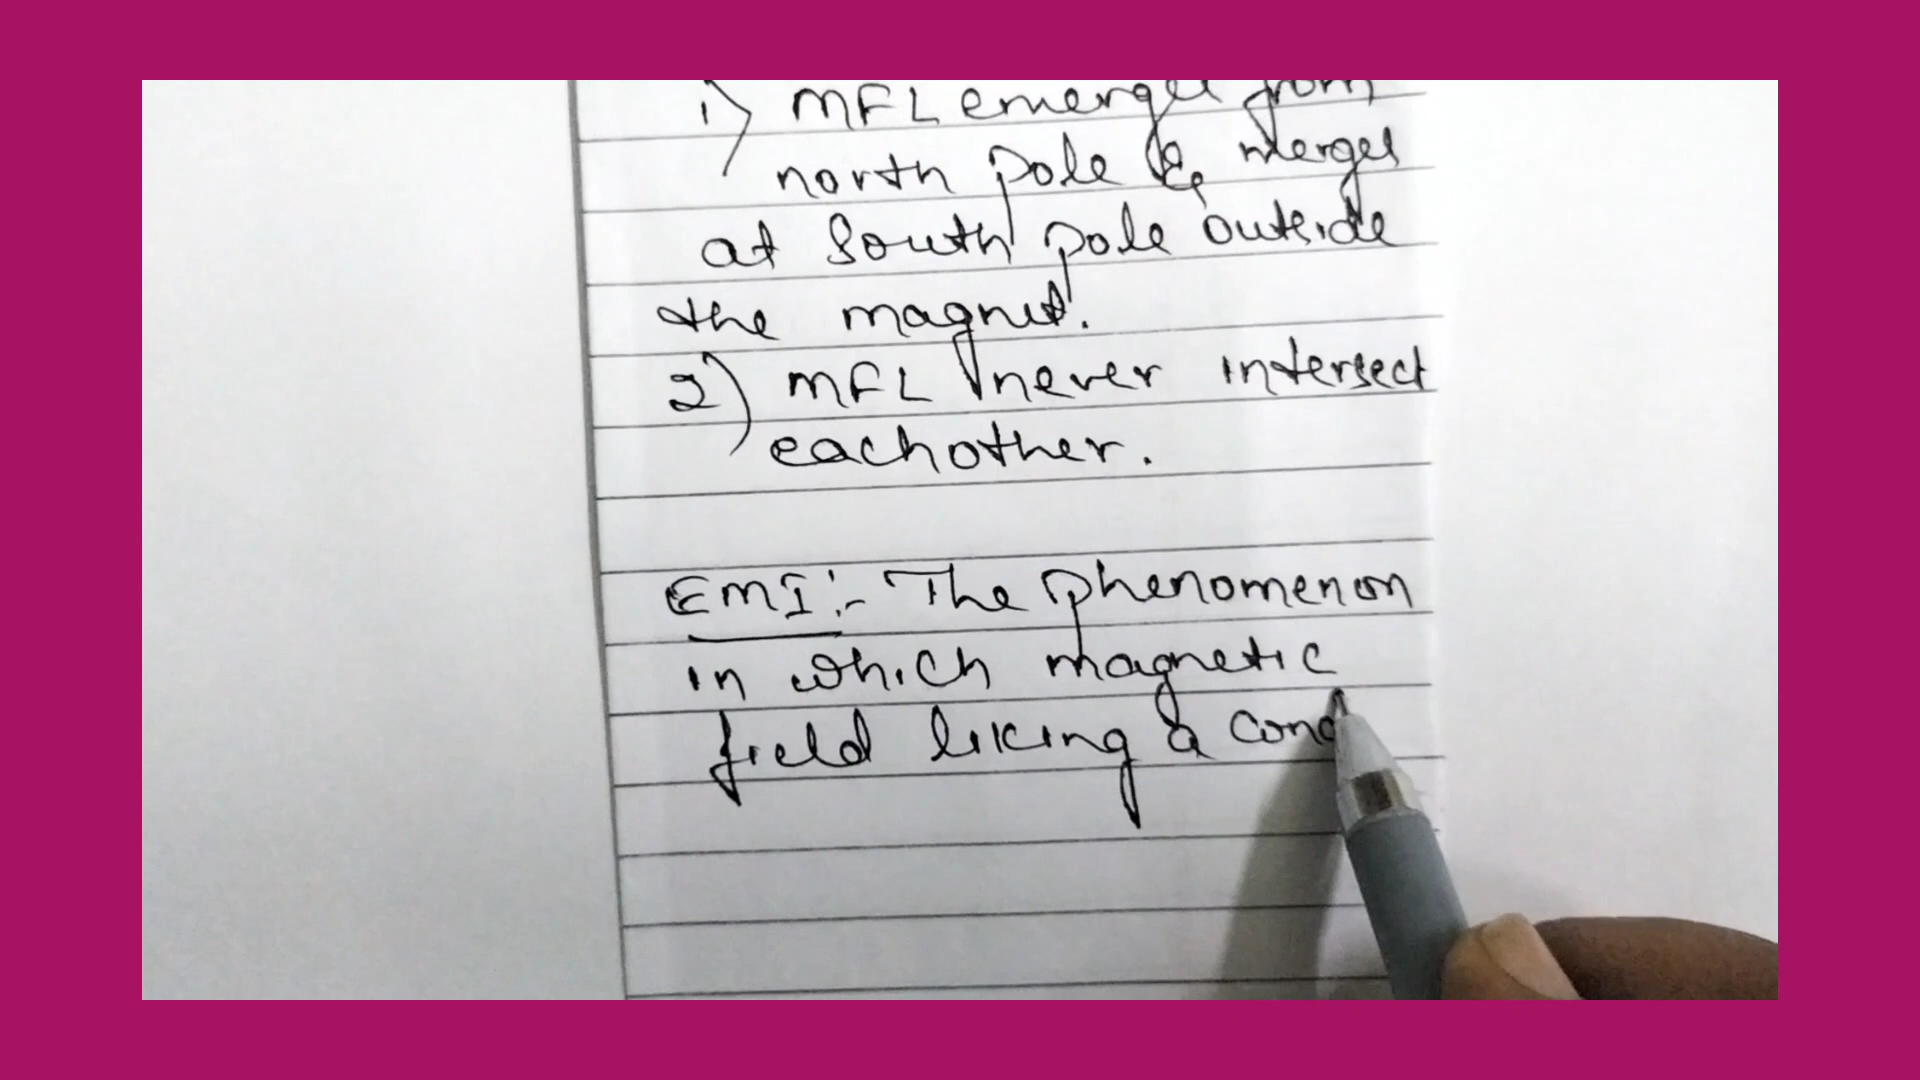 1) MFL emerges from
north pole & merges
at South pole outside
the magnet.
2) MFL never intersect
eachother.
EMI:- The phenomenon
in which magnetic
field liking a cond